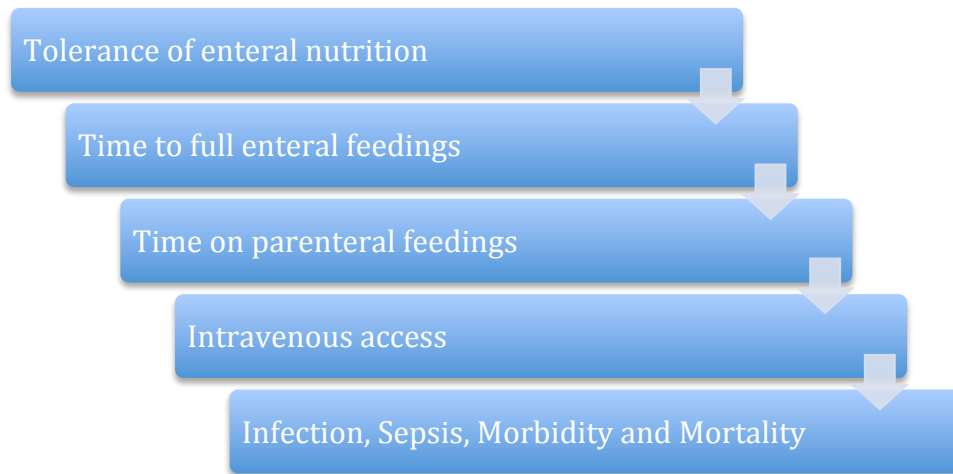 Tolerance of enteral nutrition
Time to full enteral feedings
Time on parenteral feedings
Intravenous access
Infection, Sepsis, Morbidity and Mortality